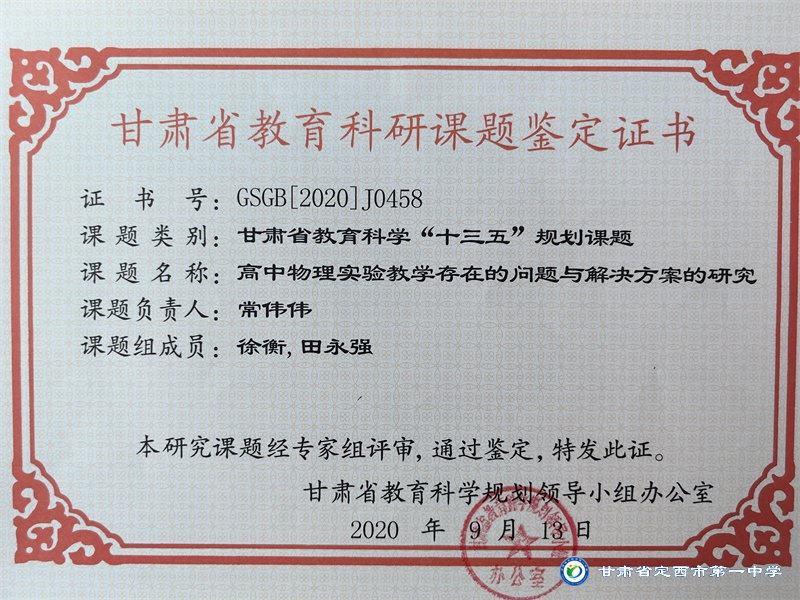 甘肃省教育科研课题鉴定证书
证书号：GSGB[2020]J0458
课题类别：甘肃省教育科学“十三五”规划课题
课题名称：高中物理实验教学存在的问题与解决方案的研究
课题负责人：常伟伟
课题组成员：徐衡,田永强
本研究课题经专家组评审,通过鉴定,特发此证。
甘肃省教育科学规划领导小组办公室
2020 年 9 月 13 日
办公室
甘肃省定西市第一中学